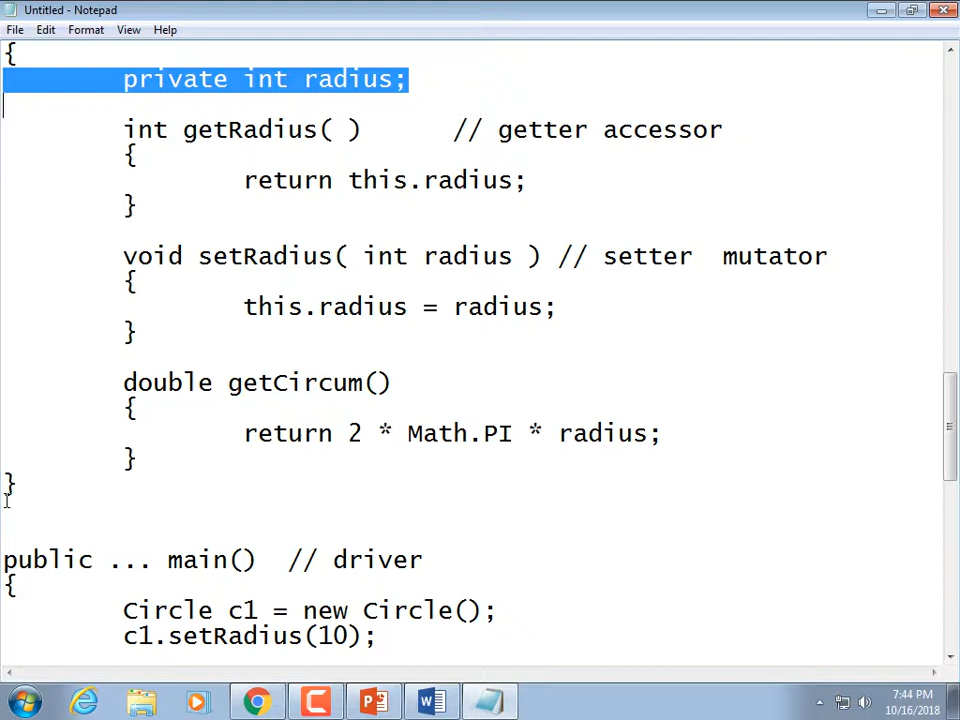 Untitled - Notepad
File Edit Format View Help
{
private int radius;
int getRadius( ) // getter accessor
{
return this.radius;
}
void setRadius( int radius ) // setter mutator
{
this.radius = radius;
}
double getCircum()
{
return 2 * Math.PI * radius;
}
}
public ... main() // driver
{
Circle c1 = new Circle();
c1.setRadius(10);
7:44 PM
10/16/2018